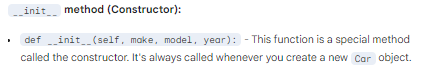 __init__ method (Constructor):
• def __init__(self, make, model, year): - This function is a special method
called the constructor. It's always called whenever you create a new Car object.